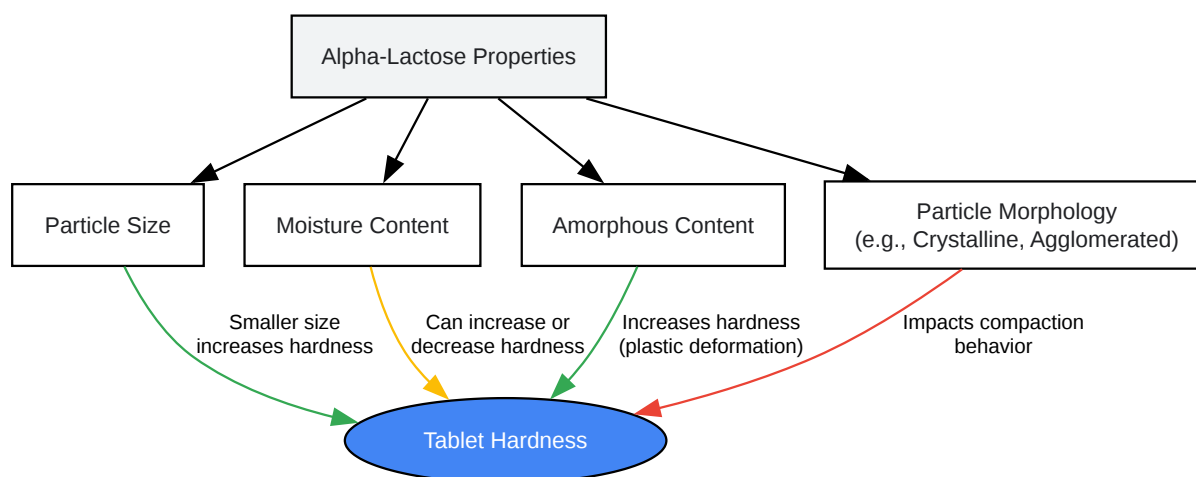 Alpha-Lactose Properties
Particle Size
Moisture Content
Amorphous Content
Particle Morphology
(e.g., Crystalline, Agglomerated)
Smaller size
increases hardness
Can increase or
decrease hardness
Increases hardness
(plastic deformation)
Impacts compaction
behavior
Tablet Hardness